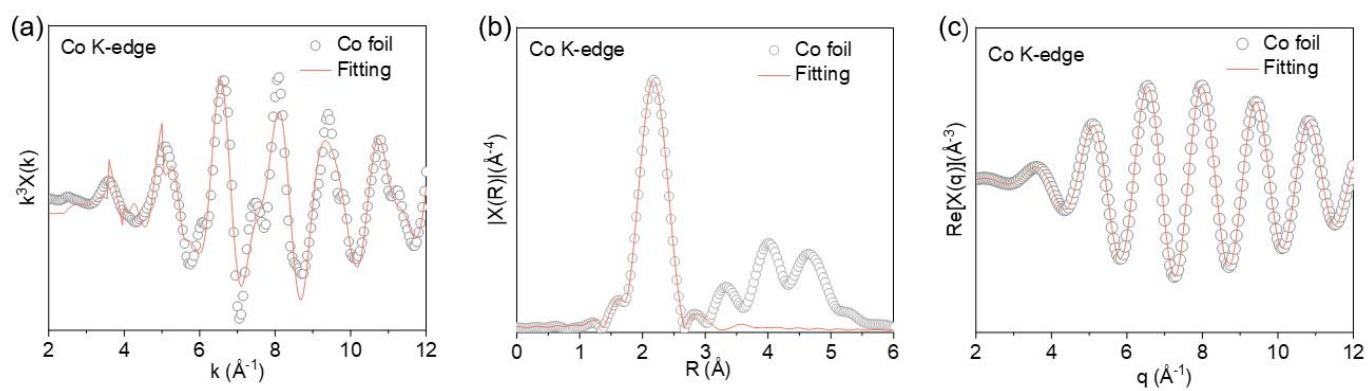 (a)
Co K-edge
Co foil
Fitting
k³X(k)
2 4 6 8 10 12
k (Å⁻¹)
(b)
Co K-edge
Co foil
Fitting
|X(R)|(Å⁻⁴)
0 1 2 3 4 5 6
R (Å)
(c)
Co K-edge
Co foil
Fitting
Re[X(q)](Å⁻³)
2 4 6 8 10 12
q (Å⁻¹)